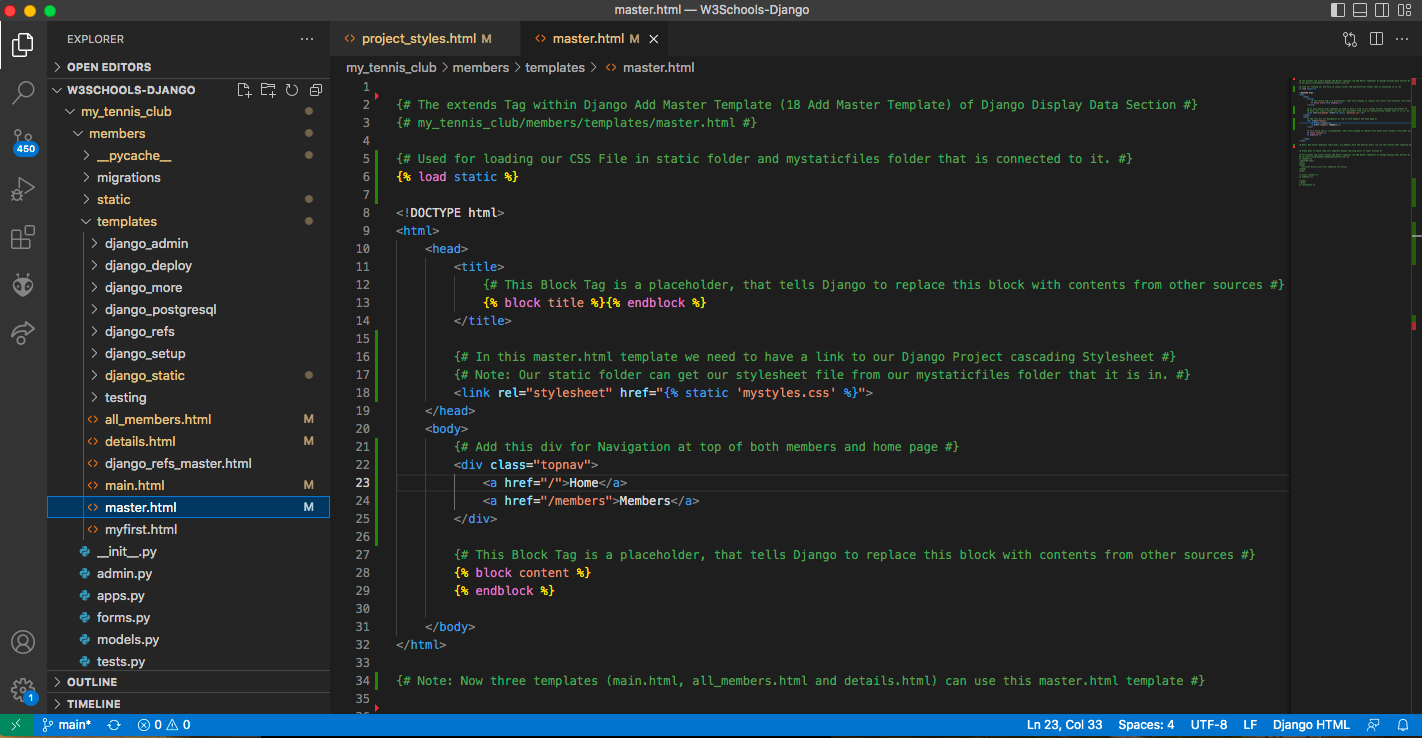 master.html — W3Schools-Django
EXPLORER
OPEN EDITORS
W3SCHOOLS-DJANGO
my_tennis_club
members
__pycache__
migrations
static
templates
django_admin
django_deploy
django_more
django_postgresql
django_refs
django_setup
django_static
testing
all_members.html M
details.html M
django_refs_master.html
main.html M
master.html M
myfirst.html
__init__.py
admin.py
apps.py
forms.py
models.py
tests.py
OUTLINE
TIMELINE
450
1
project_styles.html M
master.html M
my_tennis_club > members > templates > master.html
1
2 {# The extends Tag within Django Add Master Template (18 Add Master Template) of Django Display Data Section #}
3 {# my_tennis_club/members/templates/master.html #}
4
5 {# Used for loading our CSS File in static folder and mystaticfiles folder that is connected to it. #}
6 {% load static %}
7
8 <!DOCTYPE html>
9 <html>
10 <head>
11 <title>
12 {# This Block Tag is a placeholder, that tells Django to replace this block with contents from other sources #}
13 {% block title %}{% endblock %}
14 </title>
15
16 {# In this master.html template we need to have a link to our Django Project cascading Stylesheet #}
17 {# Note: Our static folder can get our stylesheet file from our mystaticfiles folder that it is in. #}
18 <link rel="stylesheet" href="{% static 'mystyles.css' %}">
19 </head>
20 <body>
21 {# Add this div for Navigation at top of both members and home page #}
22 <div class="topnav">
23 <a href="/">Home</a>
24 <a href="/members">Members</a>
25 </div>
26
27 {# This Block Tag is a placeholder, that tells Django to replace this block with contents from other sources #}
28 {% block content %}
29 {% endblock %}
30
31 </body>
32 </html>
33
34 {# Note: Now three templates (main.html, all_members.html and details.html) can use this master.html template #}
35
main* 0 0 Ln 23, Col 33 Spaces: 4 UTF-8 LF Django HTML